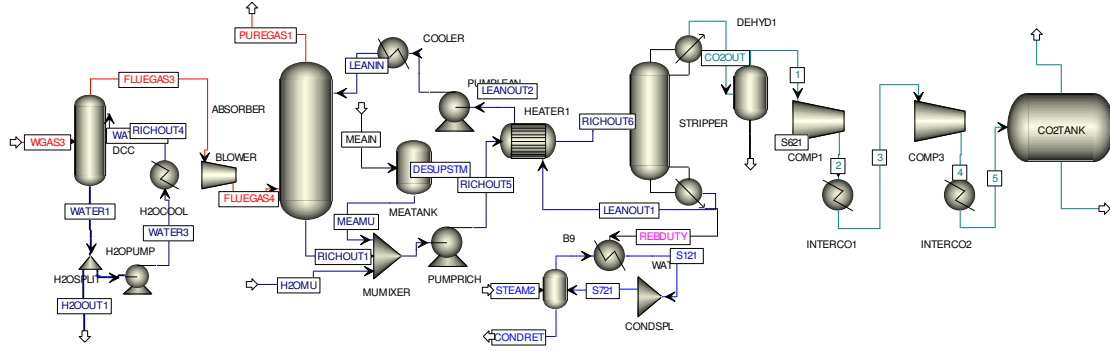 DEHYD1
PUREGAS1
COOLER
CO2OUT
LEANIN
1
FLUEGAS3
PUMPLEAN
LEANOUT2
ABSORBER
HEATER1
RICHOUT6
STRIPPER
CO2TANK
WGAS3
WAT
RICHOUT4
DCC
MEAIN
S621
COMP1
COMP3
BLOWER
DESUPSTM
2
3
4
5
RICHOUT5
FLUEGAS4
WATER1
H2OCOOL
MEATANK
LEANOUT1
MEAMU
WATER3
B9
REBDUTY
INTERCO1
INTERCO2
H2OPUMP
RICHOUT1
S121
H2OSPLIT
PUMPRICH
WAT
H2OMU
MUMIXER
STEAM2
S721
H2OOUT1
CONDSPL
CONDRET